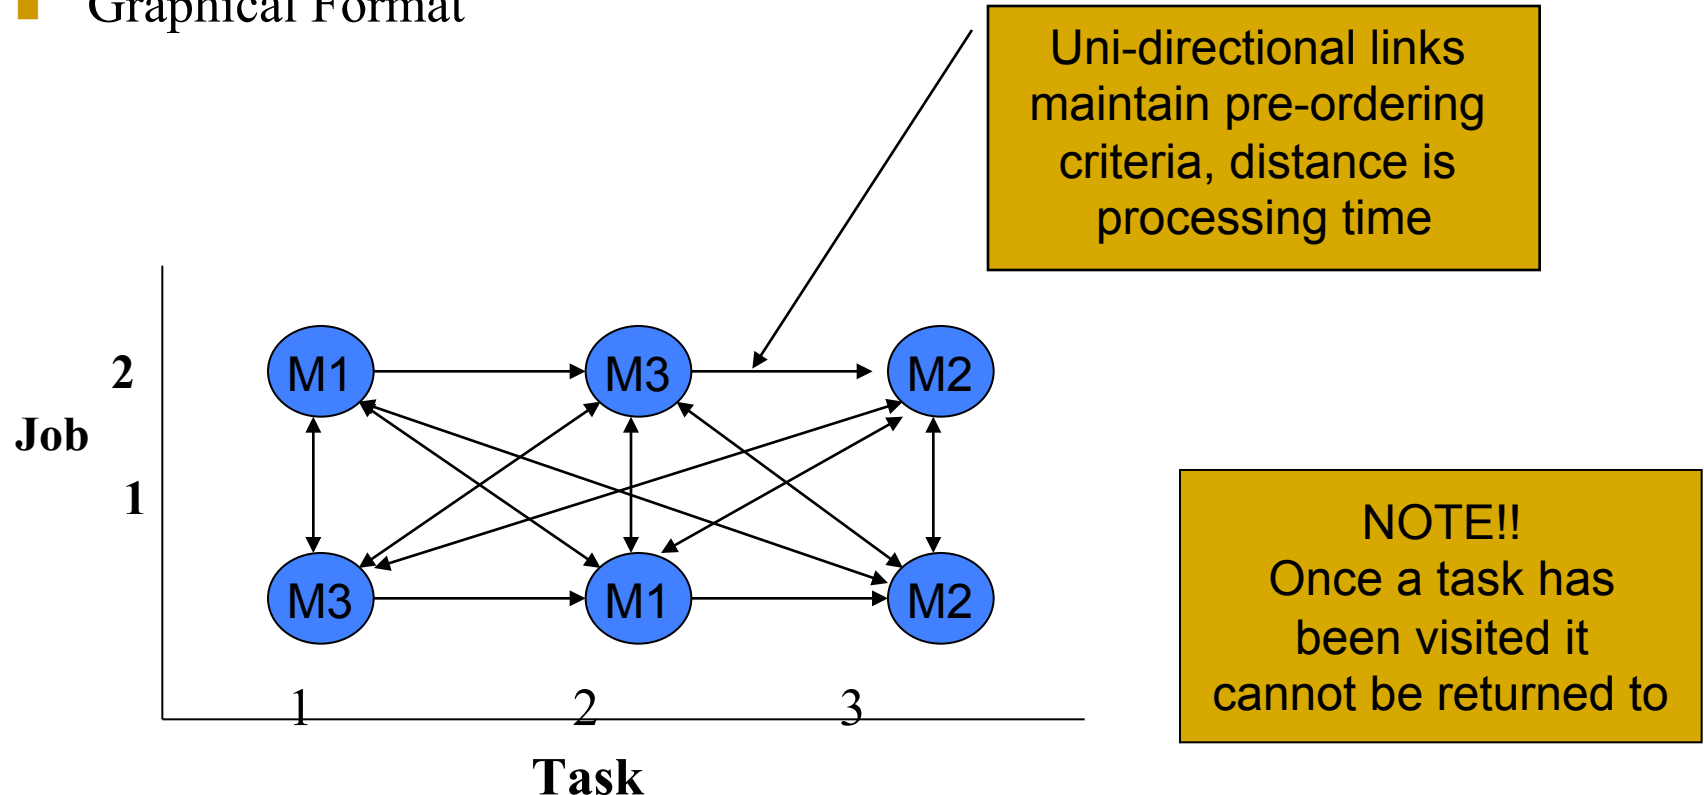 Graphical Format
Uni-directional links
maintain pre-ordering
criteria, distance is
processing time
2
M1
M3
M2
Job
1
M3
M1
M2
NOTE!!
Once a task has
been visited it
cannot be returned to
1
2
3
Task